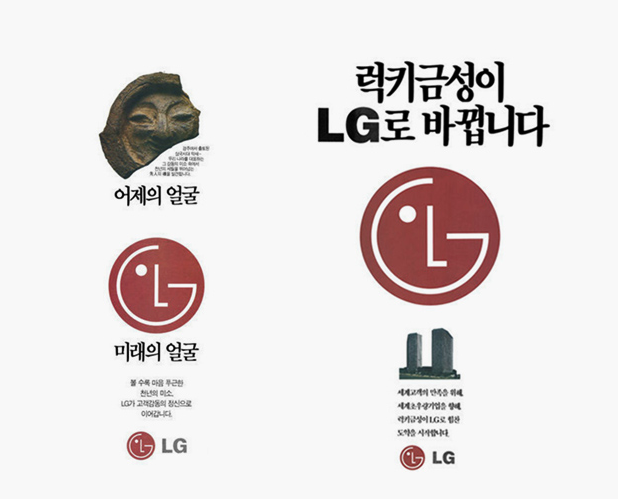 어제의 얼굴
미래의 얼굴
볼 수록 마음 푸근한
천년의 미소,
LG가 고객감동의 정신으로
이어갑니다.
LG
럭키금성이
LG로 바뀝니다
세계고객의 만족을 위해,
세계초우량기업을 향해,
럭키금성이 LG로 힘찬
도약을 시작합니다.
LG